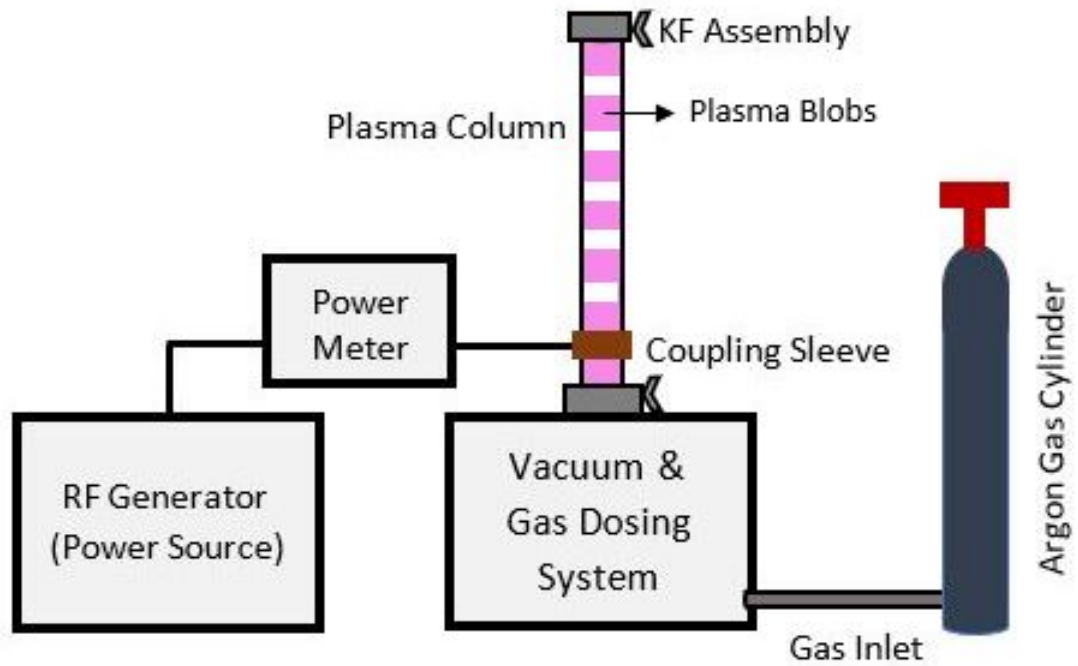 KF Assembly
Plasma Blobs
Plasma Column
Power
Meter
Coupling Sleeve
RF Generator
(Power Source)
Vacuum &
Gas Dosing
System
Gas Inlet
Argon Gas Cylinder